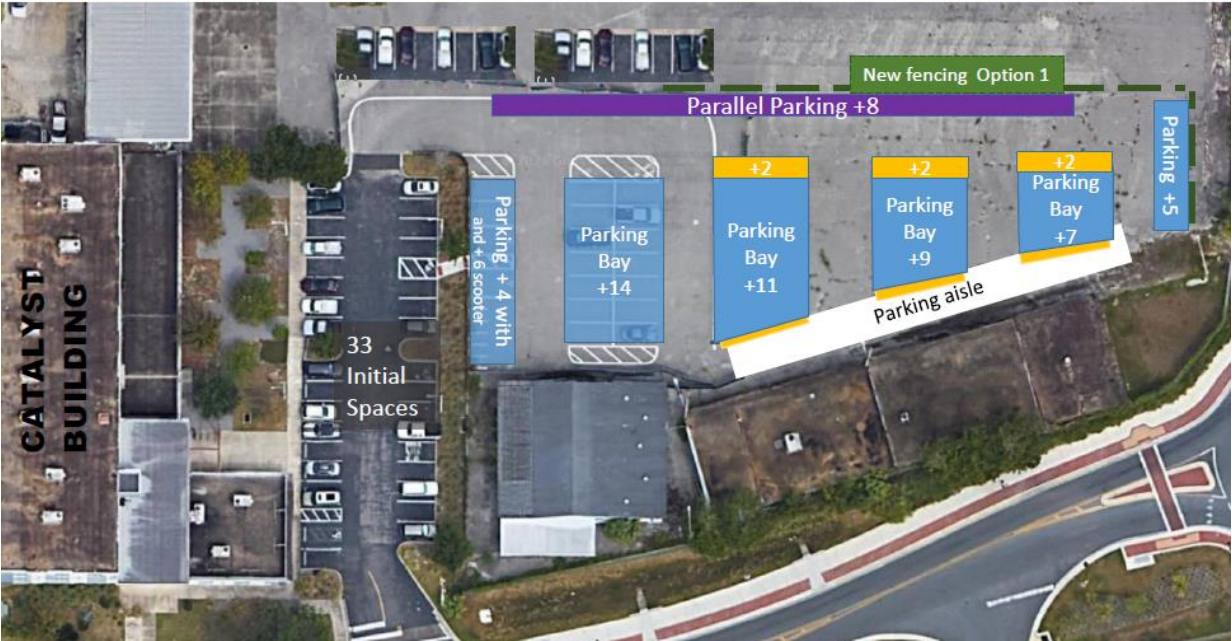 New fencing Option 1
Parallel Parking +8
Parking +5
+2
+2
+2
Parking + 4 with
and + 6 scooter
Parking
Bay
+14
Parking
Bay
+11
Parking
Bay
+9
Parking
Bay
+7
Parking aisle
33
Initial
Spaces
CATALYST
BUILDING